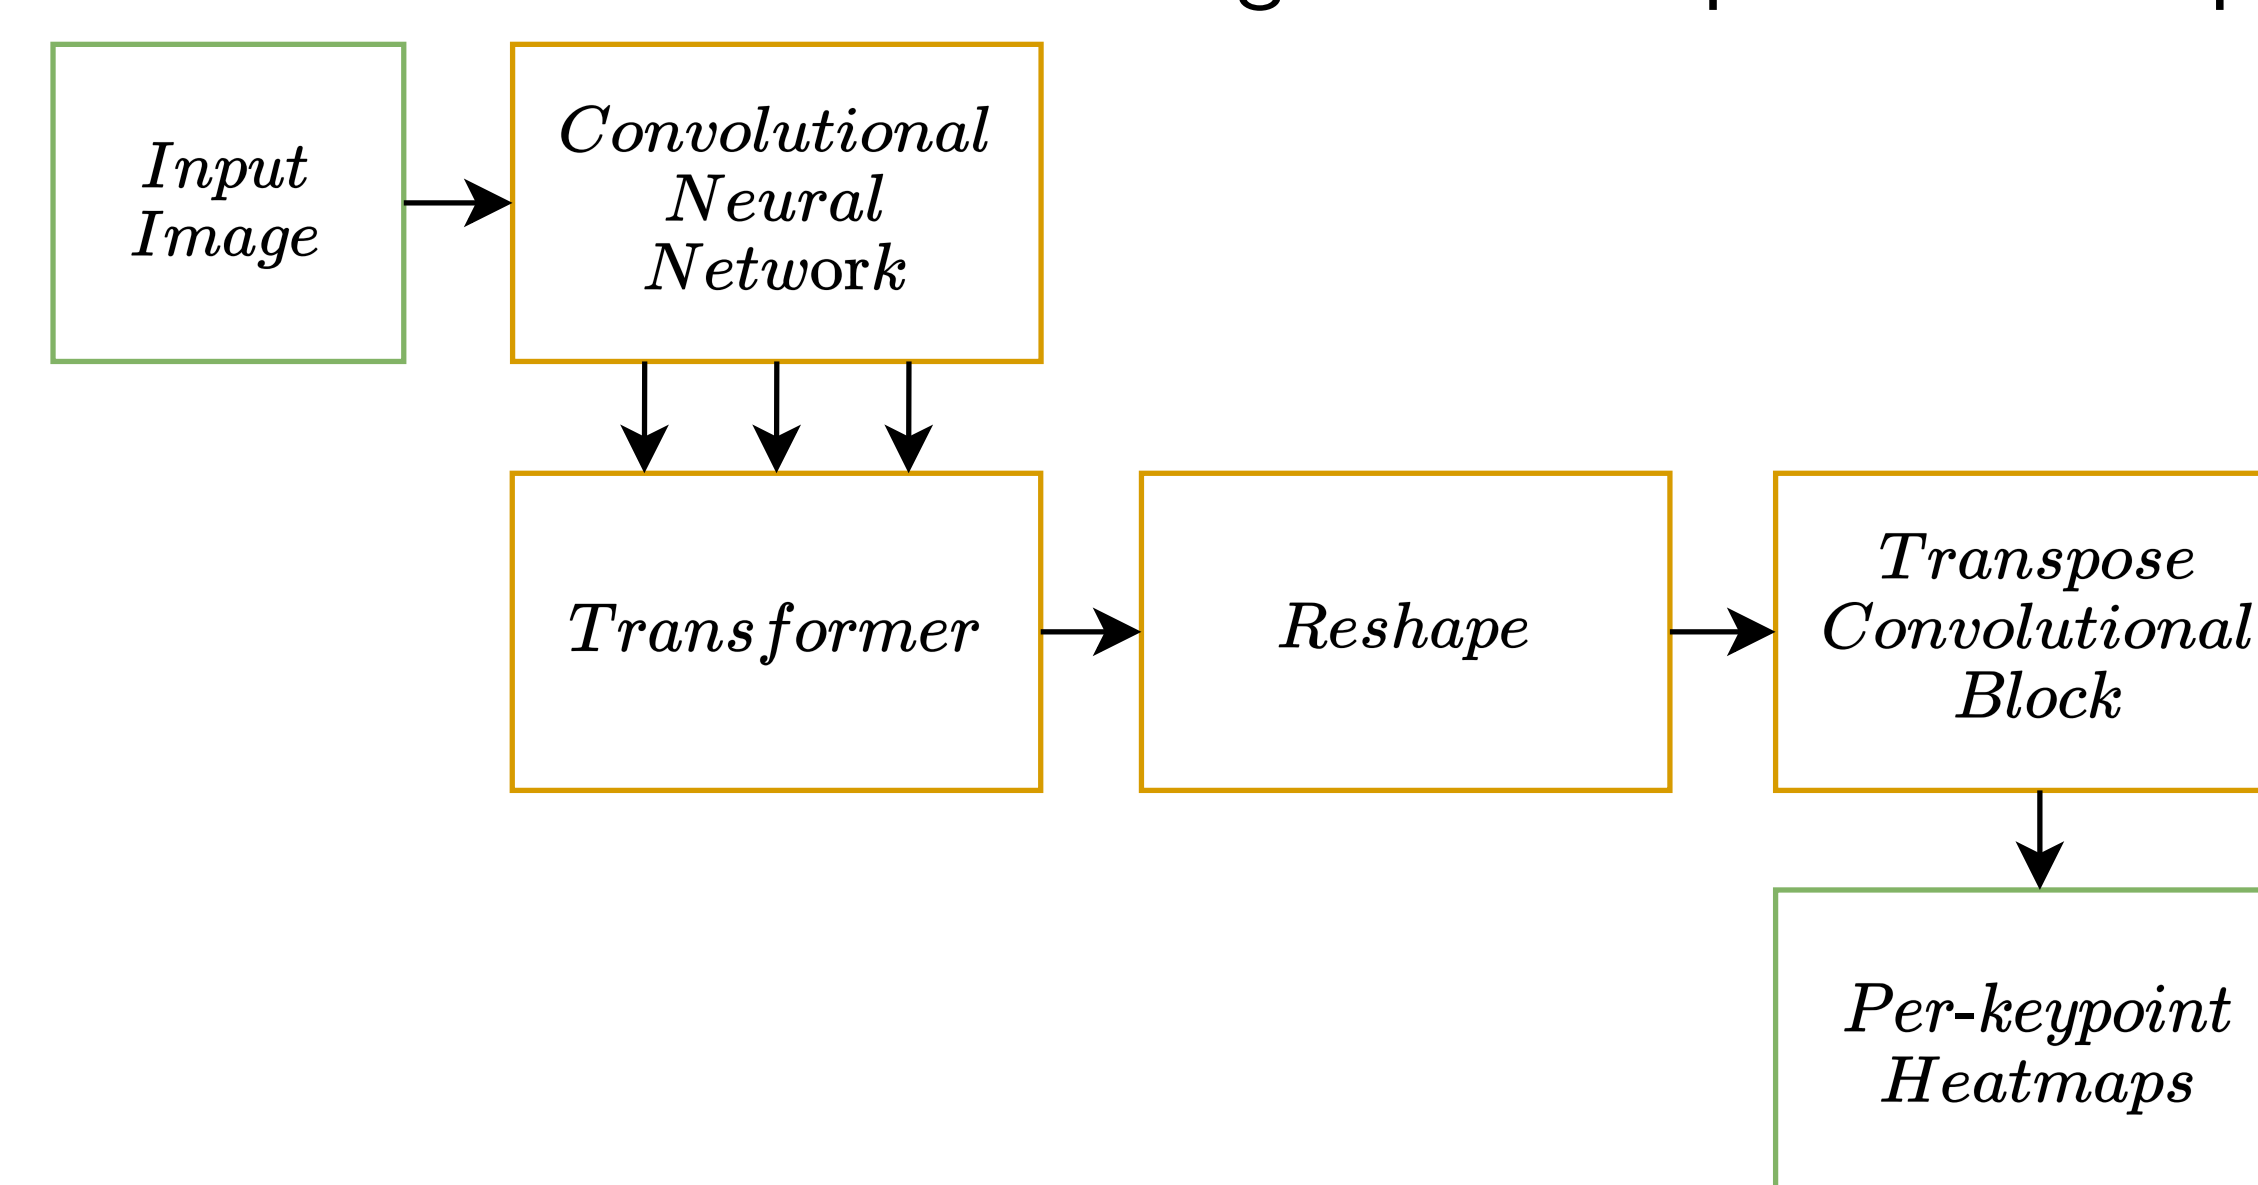 Input
Image
Convolutional
Neural
Network
Transformer
Reshape
Transpose
Convolutional
Block
Per-keypoint
Heatmaps